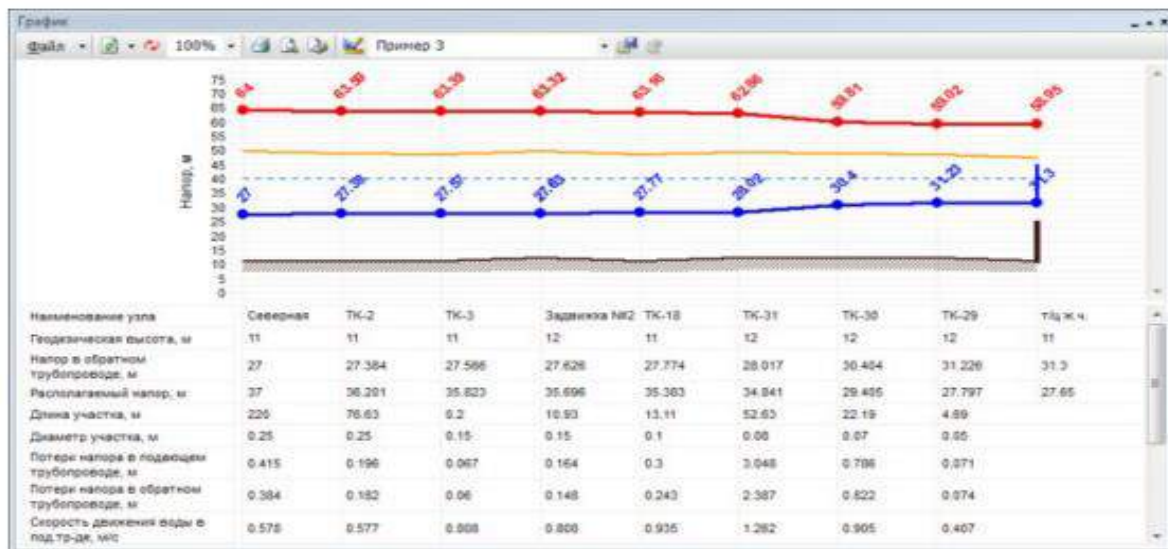 График
Файл 100% Пример 3
Напор, м
75
70
65
60
55
50
45
40
35
30
25
20
15
10
5
0
64 63.59 63.39 63.32 63.16 62.86 59.81 59.02 58.95
27 27.38 27.57 27.63 27.77 28.02 30.4 31.23 31.3
Наименование узла Северная ТК-2 ТК-3 Задвижка №2 ТК-18 ТК-31 ТК-30 ТК-29 т/ц ж.ч.
Геодезическая высота, м 11 11 11 12 11 12 12 12 11
Напор в обратном
трубопроводе, м 27 27.384 27.566 27.626 27.774 28.017 30.404 31.226 31.3
Располагаемый напор, м 37 36.201 35.823 35.696 35.383 34.841 29.405 27.797 27.65
Длина участка, м 220 76.63 9.2 10.93 13.11 52.63 22.19 4.69
Диаметр участка, м 0.25 0.25 0.15 0.15 0.1 0.08 0.07 0.05
Потери напора в подающем
трубопроводе, м 0.415 0.196 0.067 0.164 0.3 3.048 0.786 0.071
Потери напора в обратном
трубопроводе, м 0.384 0.182 0.06 0.148 0.243 2.387 0.822 0.074
Скорость движения воды в
под.тр-де, м/с 0.578 0.577 0.808 0.808 0.935 1.262 0.905 0.407